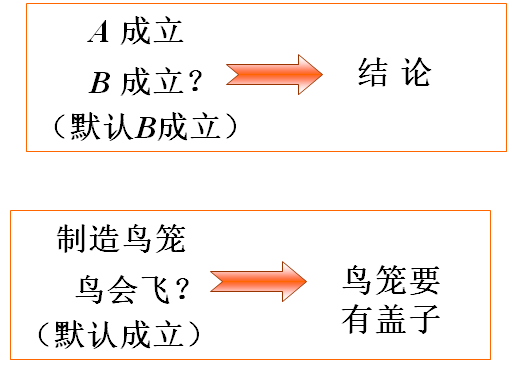 A 成立
B 成立？
（默认B成立）
结 论
制造鸟笼
鸟会飞？
（默认成立）
鸟笼要
有盖子